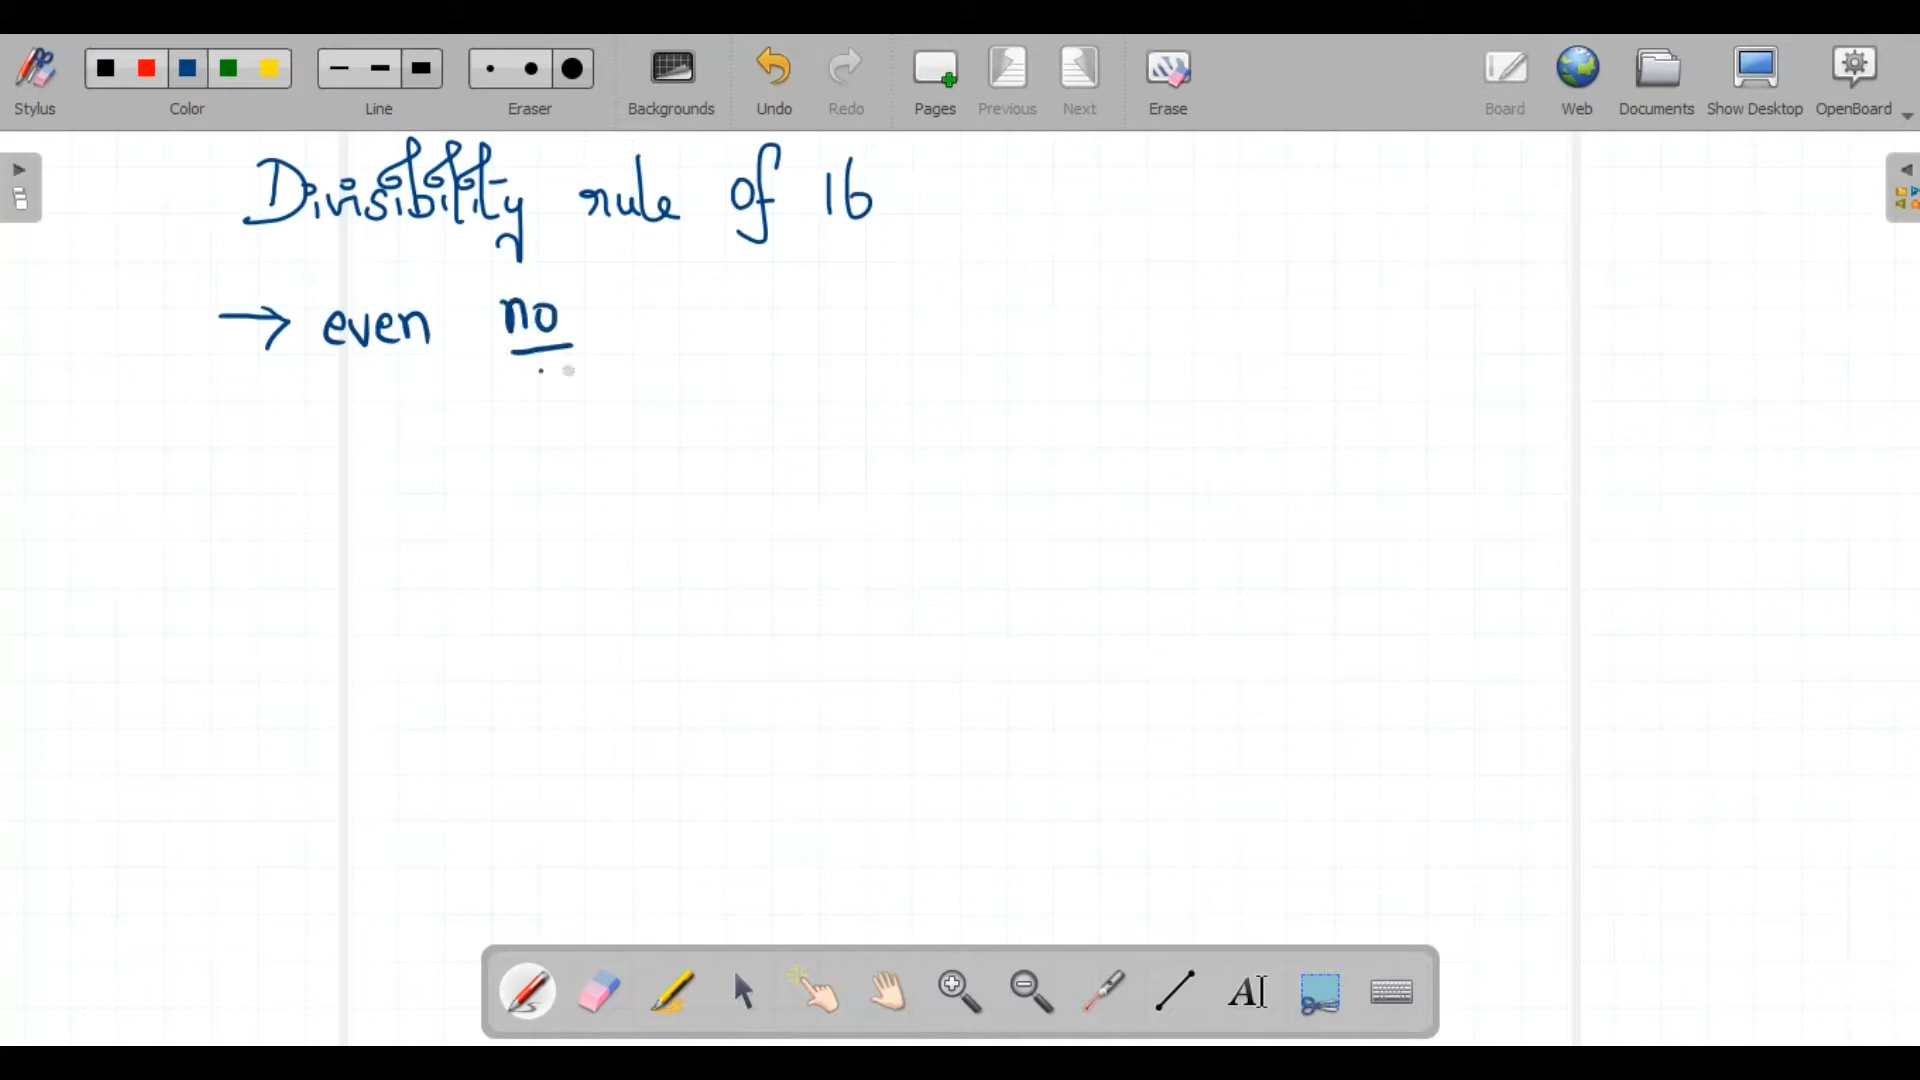 Stylus Color Line Eraser Backgrounds Undo Redo Pages Previous Next Erase Board Web Documents Show Desktop OpenBoard
Divisibility rule of 16
→ even no